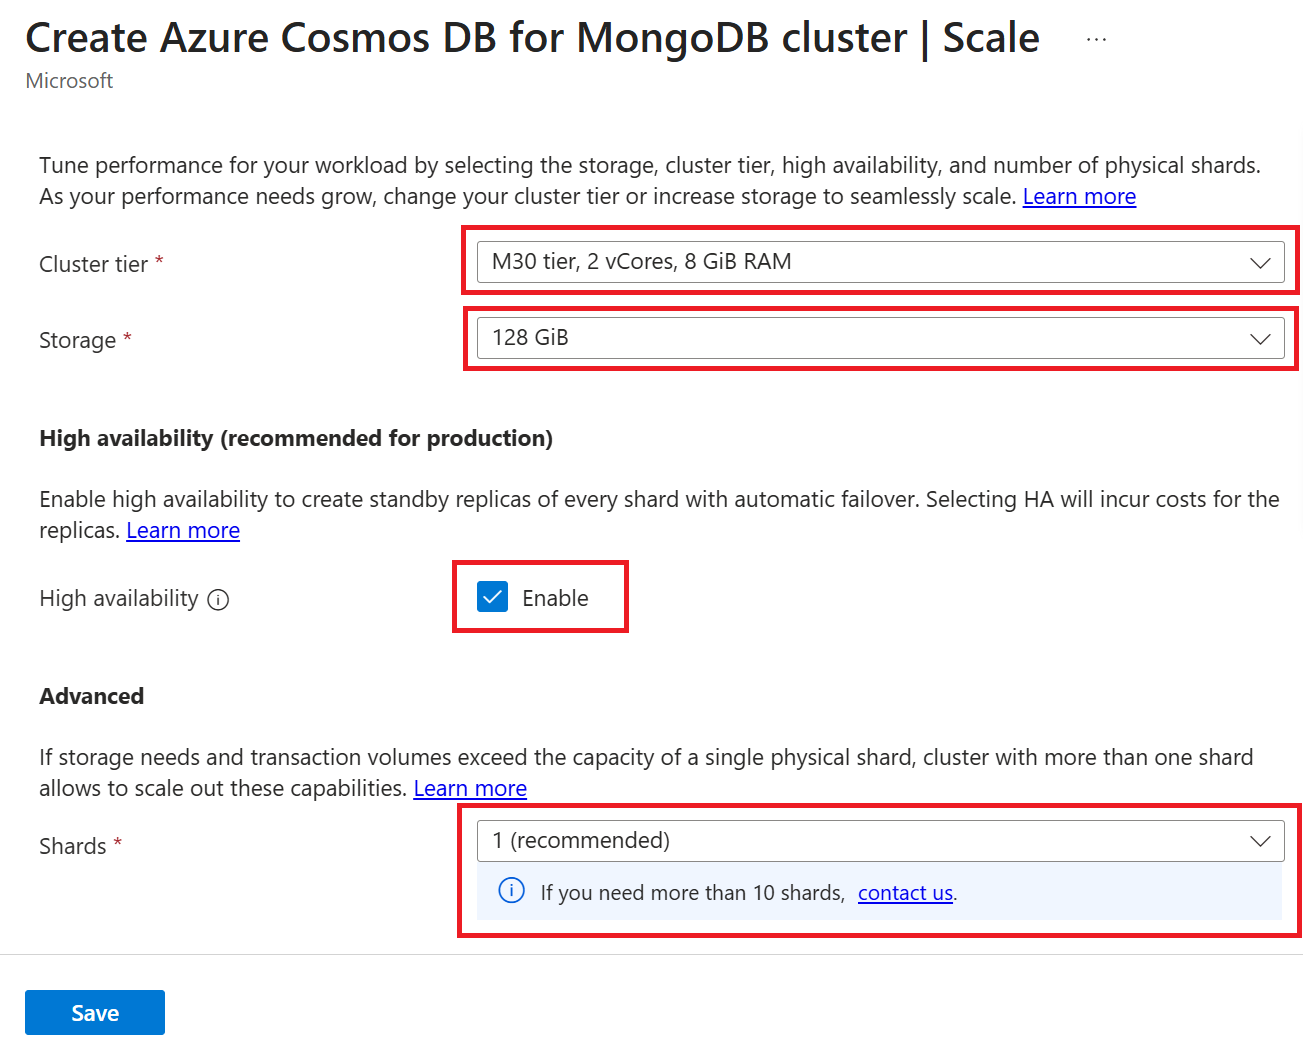 Create Azure Cosmos DB for MongoDB cluster | Scale ...
Microsoft
Tune performance for your workload by selecting the storage, cluster tier, high availability, and number of physical shards.
As your performance needs grow, change your cluster tier or increase storage to seamlessly scale. Learn more
Cluster tier *
M30 tier, 2 vCores, 8 GiB RAM
Storage *
128 GiB
High availability (recommended for production)
Enable high availability to create standby replicas of every shard with automatic failover. Selecting HA will incur costs for the
replicas. Learn more
High availability
Enable
Advanced
If storage needs and transaction volumes exceed the capacity of a single physical shard, cluster with more than one shard
allows to scale out these capabilities. Learn more
Shards *
1 (recommended)
If you need more than 10 shards, contact us.
Save